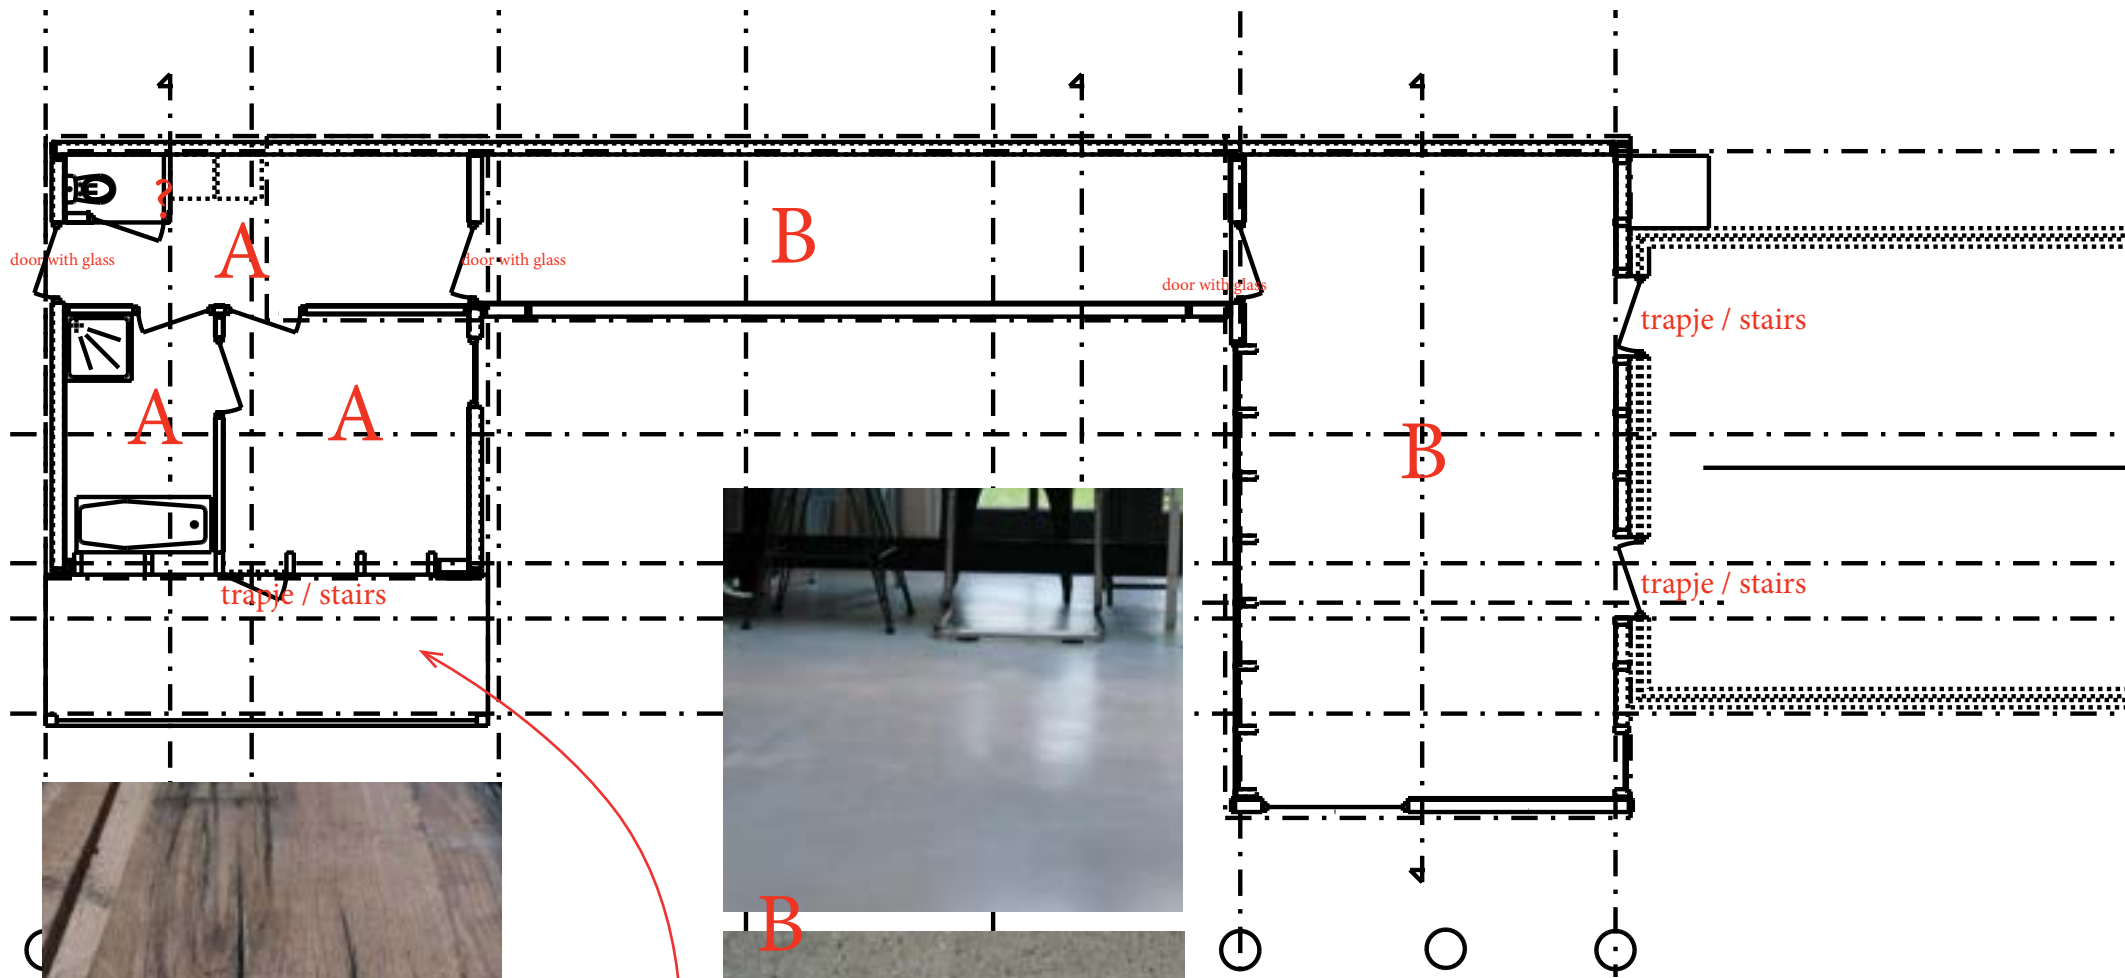 ?
A
B
door with glass
door with glass
door with glass
trapje / stairs
A
A
B
trapje / stairs
trapje / stairs
B